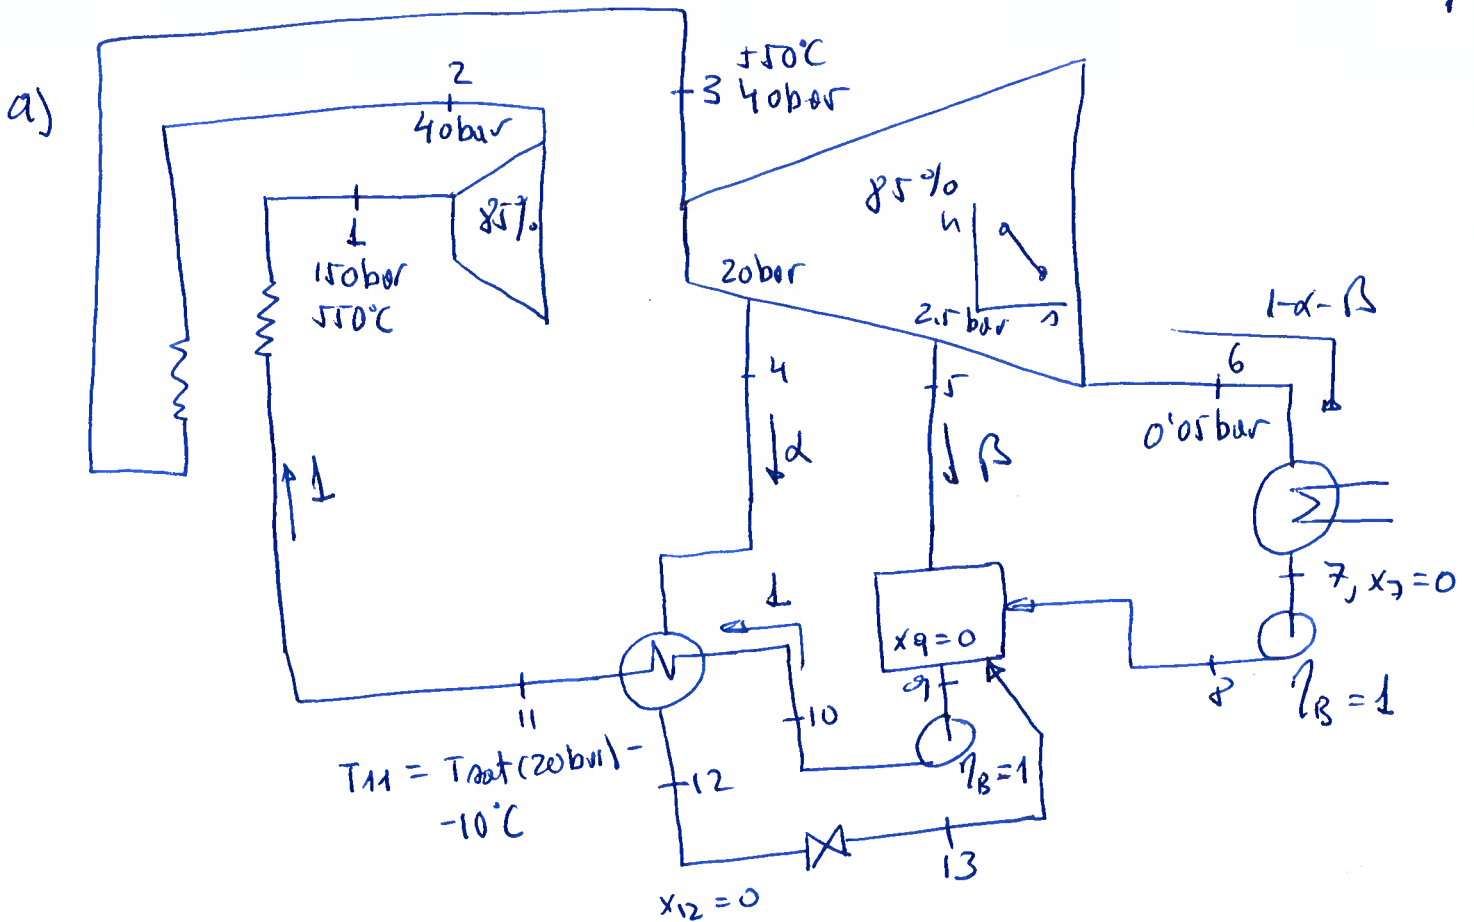 a)
2
40bar
1
150bar
550°C
85%
3
550°C
40bar
85%
h
s
20bar
2.5bar
4
α
5
β
6
0'05bar
1-α-β
7, x7=0
8
ηB=1
x9=0
9
ηB=1
10
1
1
11
T11 = Tsat(20bar)-
-10°C
12
x12=0
13